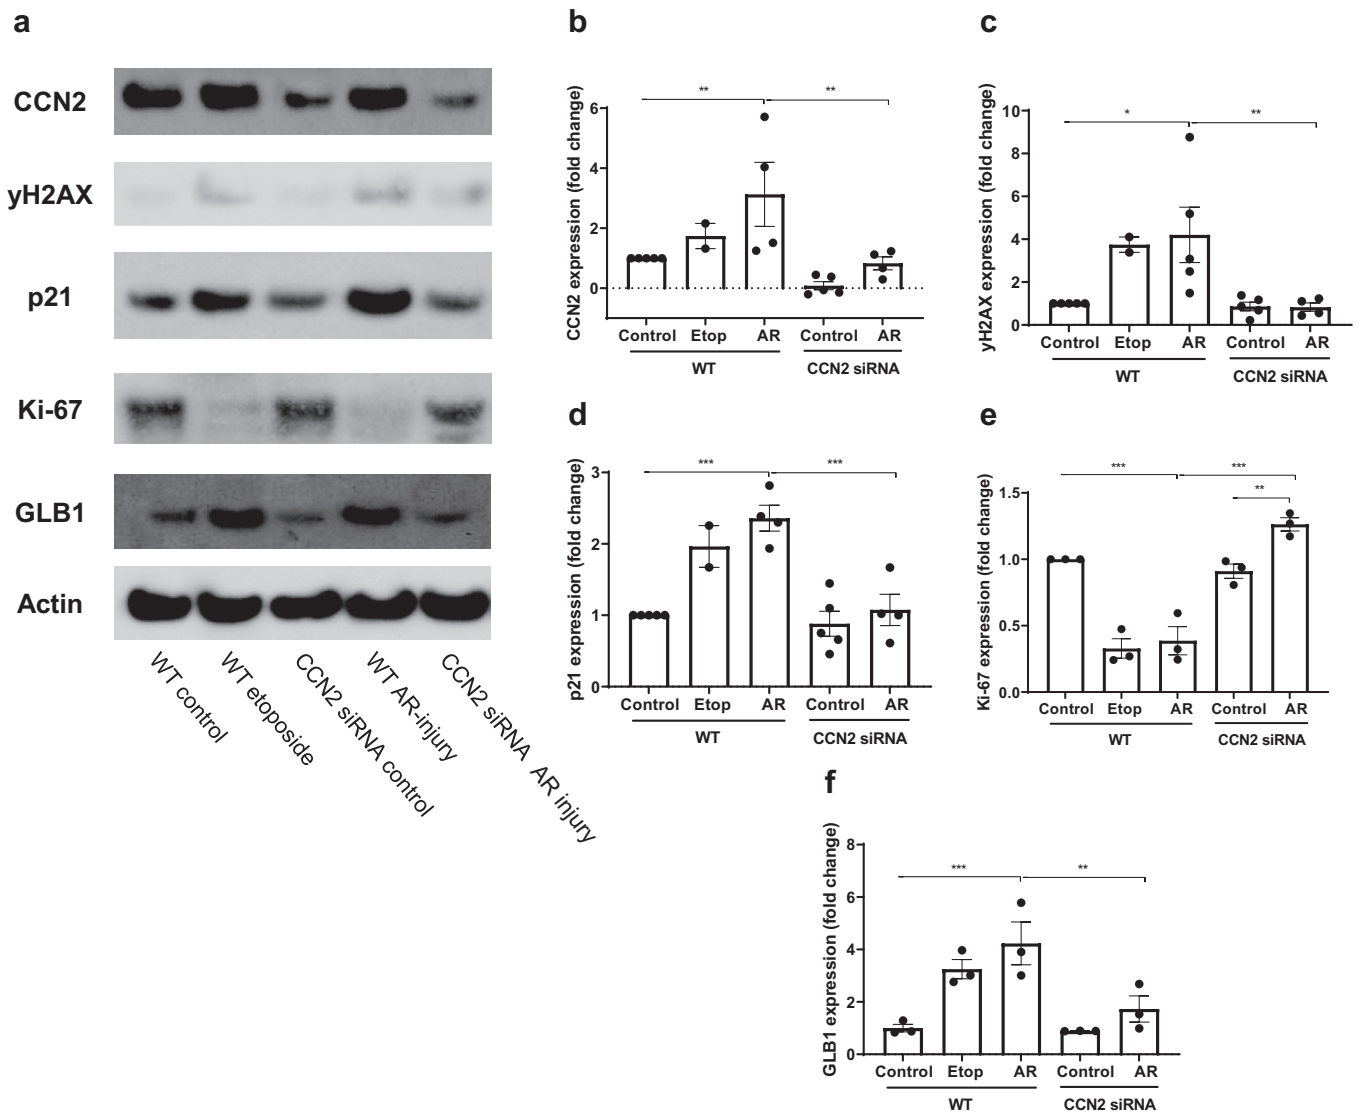 a
CCN2
yH2AX
p21
Ki-67
GLB1
Actin
WT control
WT etoposide
CCN2 siRNA control
WT AR-injury
CCN2 siRNA AR injury
b
CCN2 expression (fold change)
6
4
2
0
**
**
Control Etop AR Control AR
WT CCN2 siRNA
c
yH2AX expression (fold change)
10
8
6
4
2
0
*
**
Control Etop AR Control AR
WT CCN2 siRNA
d
p21 expression (fold change)
3
2
1
0
***
***
Control Etop AR Control AR
WT CCN2 siRNA
e
Ki-67 expression (fold change)
1.5
1.0
0.5
0.0
***
***
**
Control Etop AR Control AR
WT CCN2 siRNA
f
GLB1 expression (fold change)
8
6
4
2
0
***
**
Control Etop AR Control AR
WT CCN2 siRNA